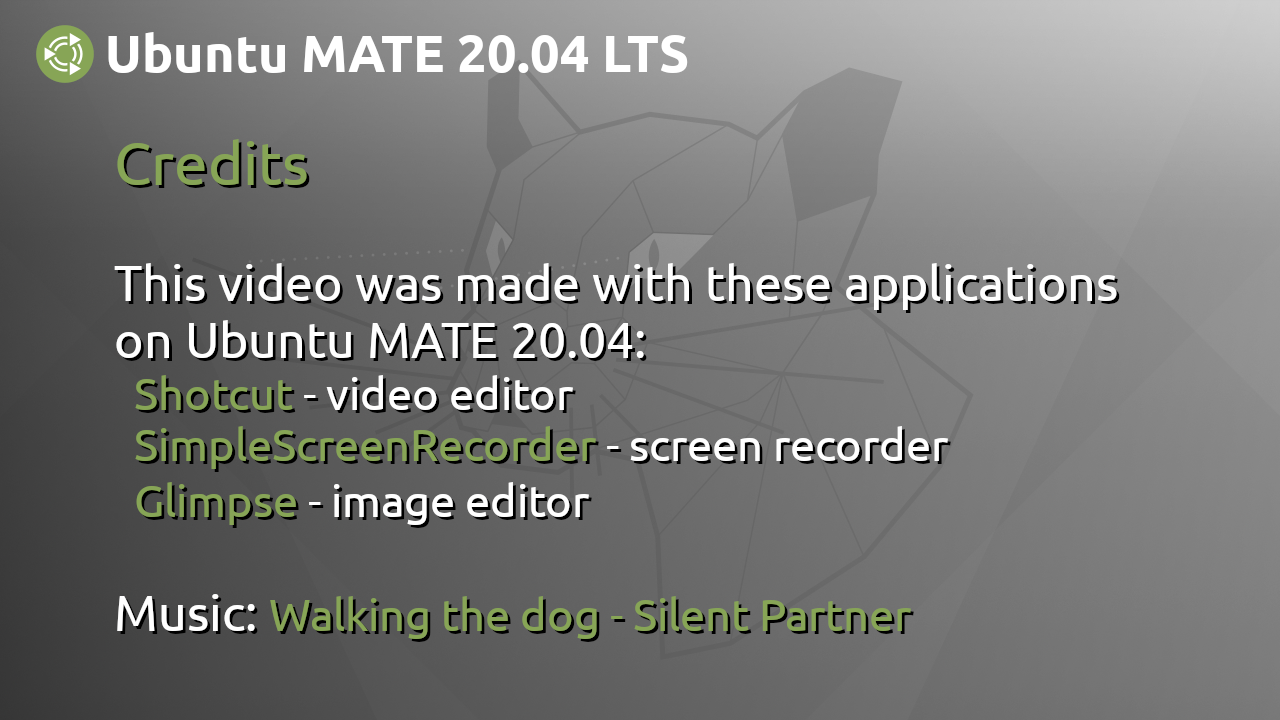 Ubuntu MATE 20.04 LTS
Credits
This video was made with these applications
on Ubuntu MATE 20.04:
Shotcut - video editor
SimpleScreenRecorder - screen recorder
Glimpse - image editor
Music: Walking the dog - Silent Partner